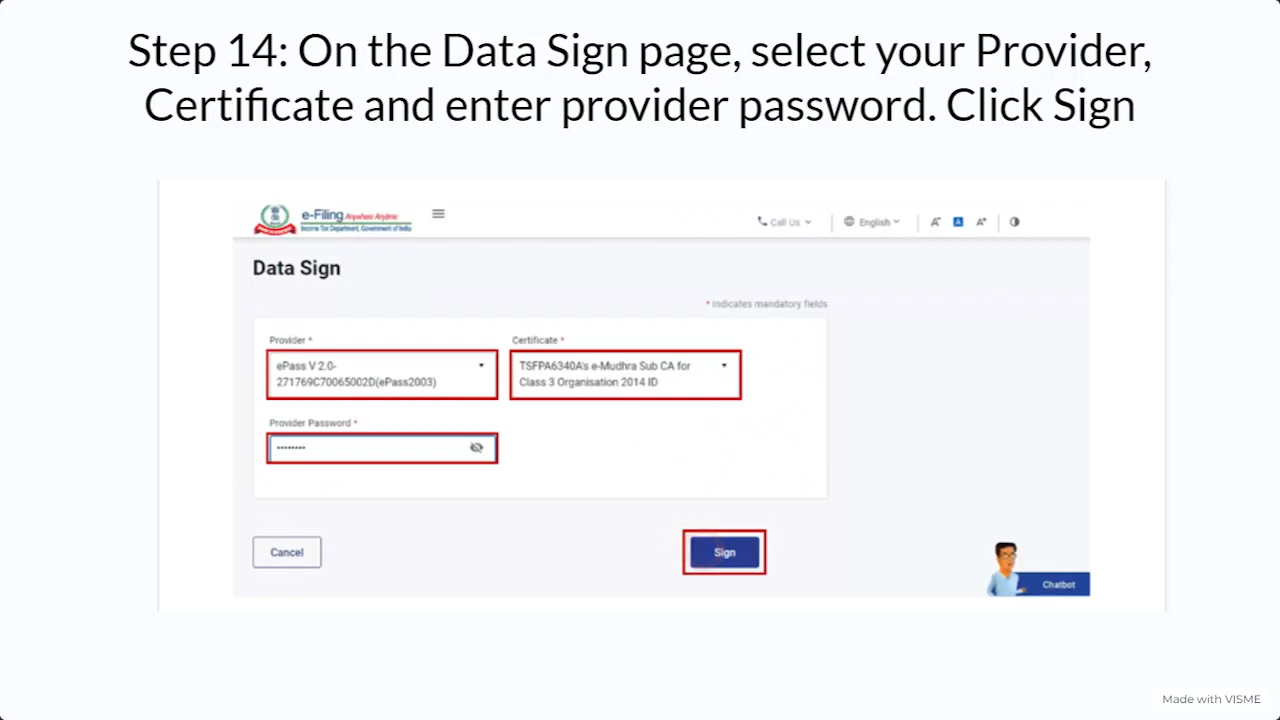 Step 14: On the Data Sign page, select your Provider,
Certificate and enter provider password. Click Sign
e-Filing Anywhere Anytime
Income Tax Department, Government of India
Call Us
English
A-
A
A+
Data Sign
* Indicates mandatory fields
Provider *
Certificate *
ePass V 2.0-
271769C70065002D(ePass2003)
TSFPA6340A's e-Mudhra Sub CA for
Class 3 Organisation 2014 ID
Provider Password *
Cancel
Sign
Chatbot
Made with VISME